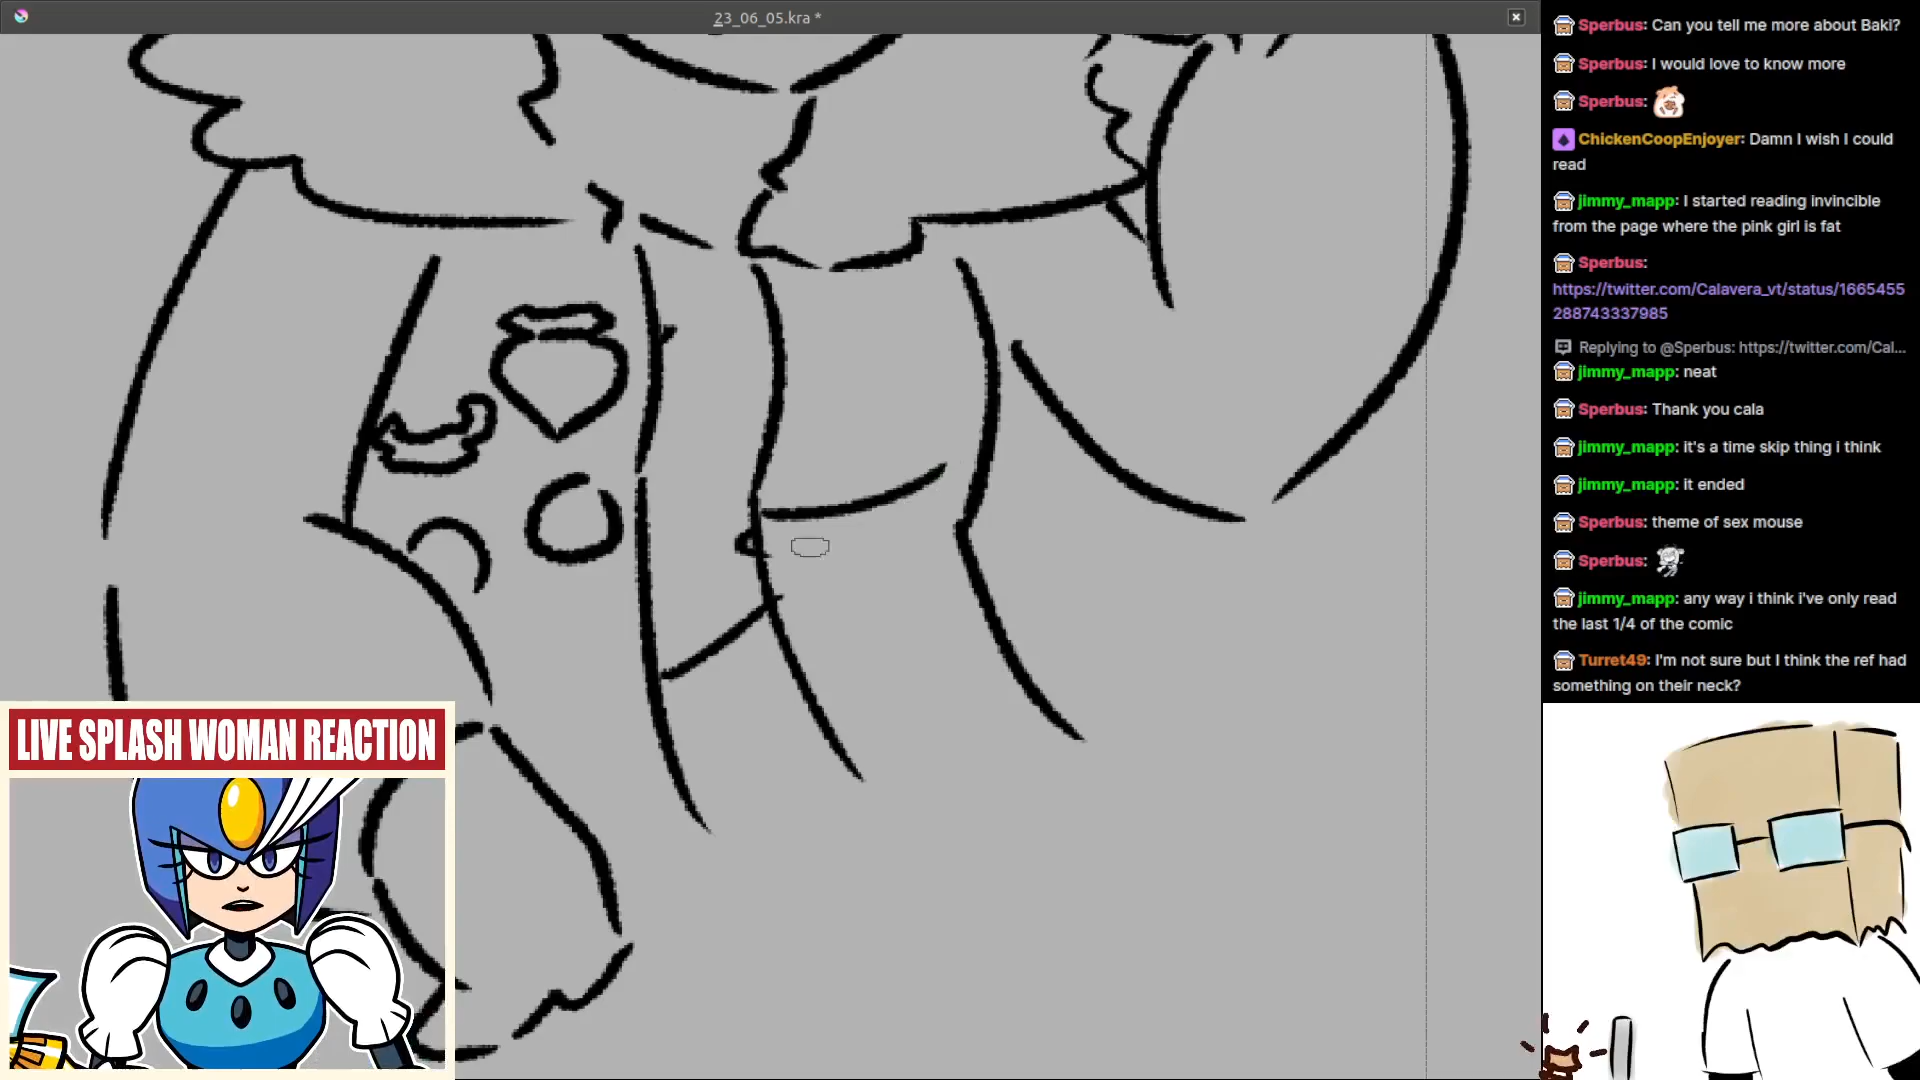 23_06_05.kra *
Sperbus: Can you tell me more about Baki?
Sperbus: I would love to know more
Sperbus:
ChickenCoopEnjoyer: Damn I wish I could
read
jimmy_mapp: I started reading invincible
from the page where the pink girl is fat
Sperbus:
https://twitter.com/Calavera_vt/status/1665455
288743337985
Replying to @Sperbus: https://twitter.com/Cal...
jimmy_mapp: neat
Sperbus: Thank you cala
jimmy_mapp: it's a time skip thing i think
jimmy_mapp: it ended
Sperbus: theme of sex mouse
Sperbus:
jimmy_mapp: any way i think i've only read
the last 1/4 of the comic
Turret49: I'm not sure but I think the ref had
something on their neck?
LIVE SPLASH WOMAN REACTION